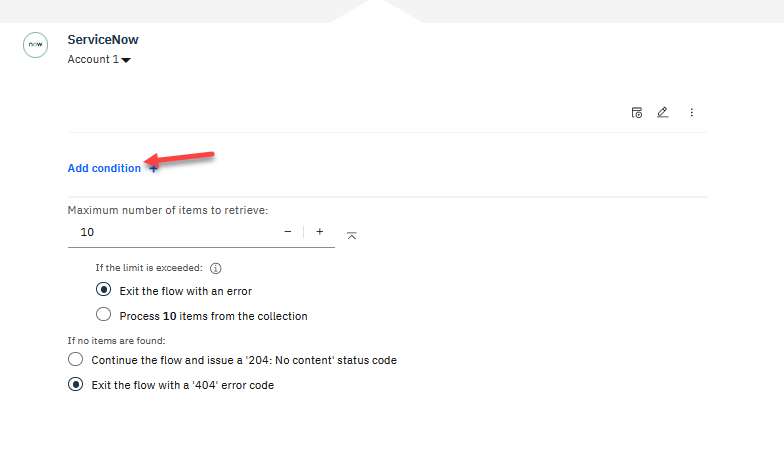 now
ServiceNow
Account 1
Add condition +
Maximum number of items to retrieve:
10
If the limit is exceeded:
Exit the flow with an error
Process 10 items from the collection
If no items are found:
Continue the flow and issue a '204: No content' status code
Exit the flow with a '404' error code